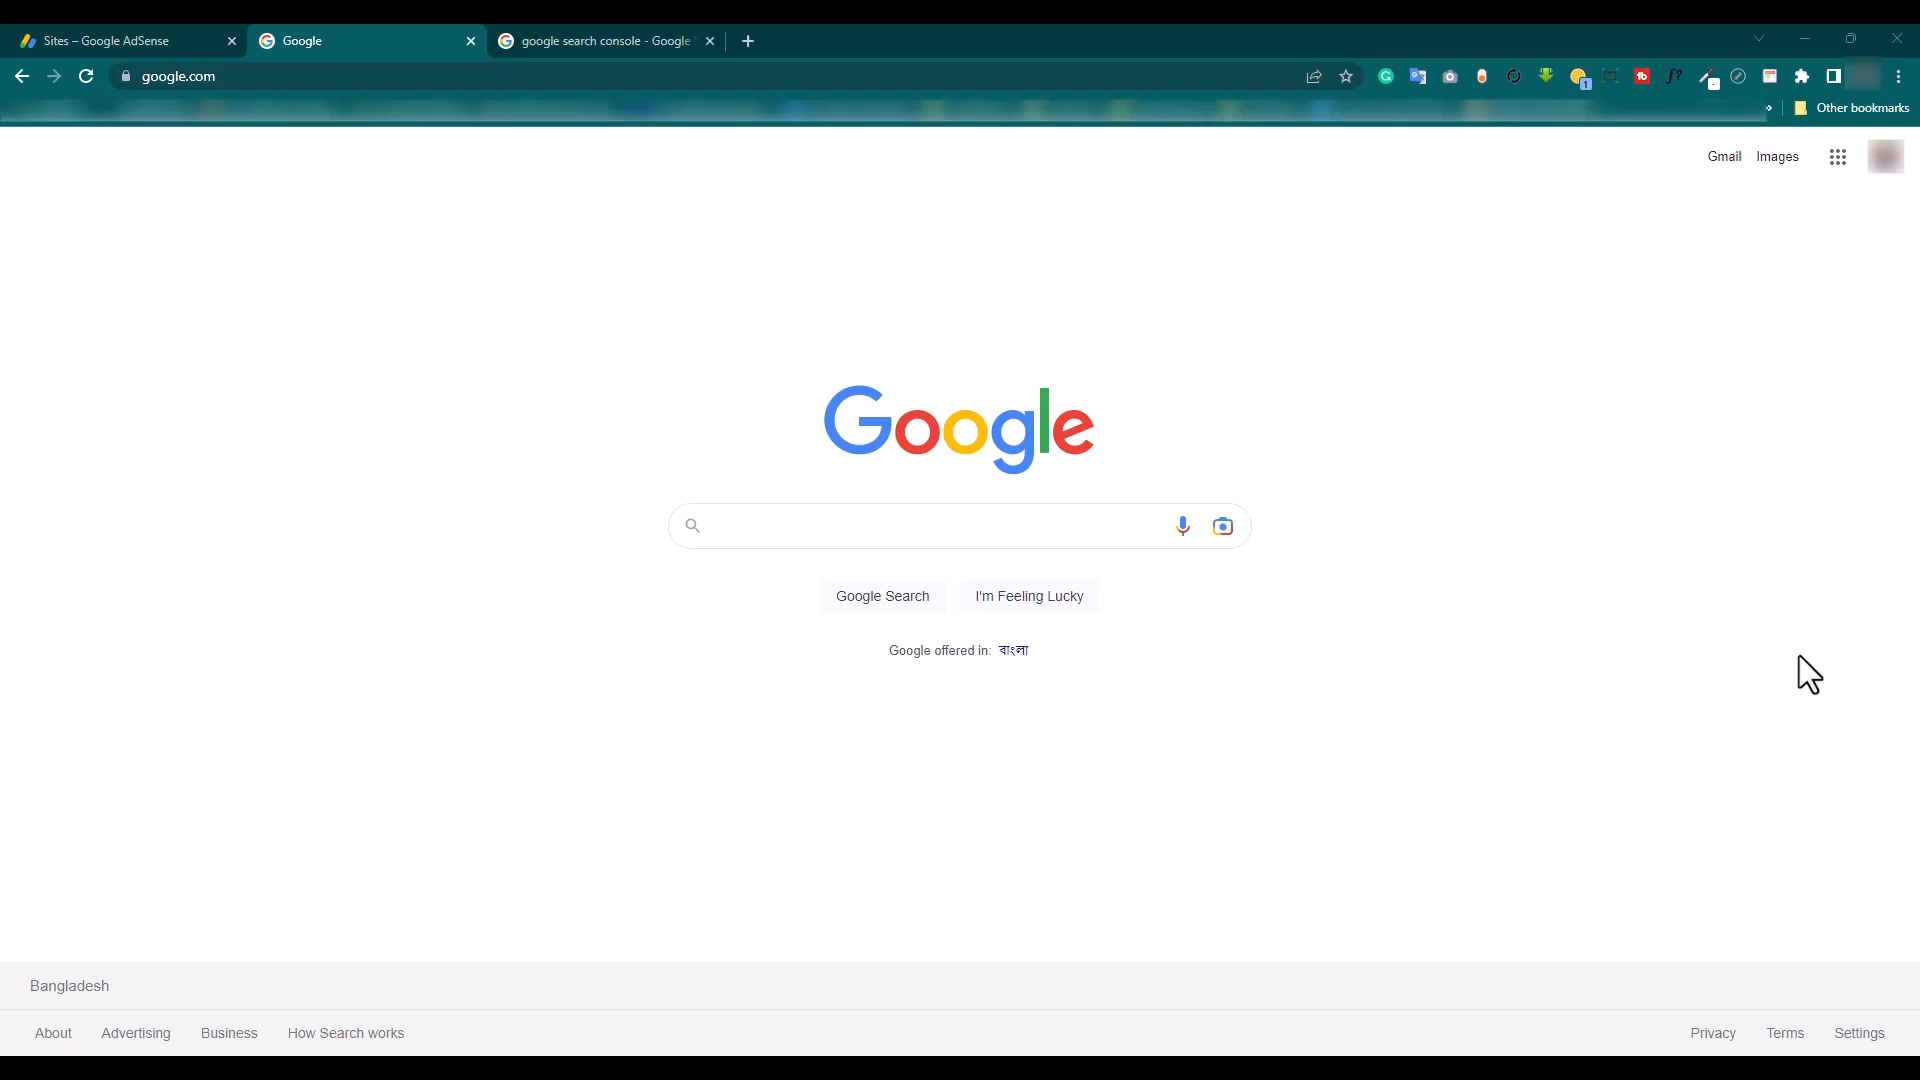 Sites – Google AdSense
Google
google search console - Google
google.com
1
Other bookmarks
Gmail Images
Google
Google Search I'm Feeling Lucky
Google offered in: বাংলা
Bangladesh
About Advertising Business How Search works
Privacy Terms Settings